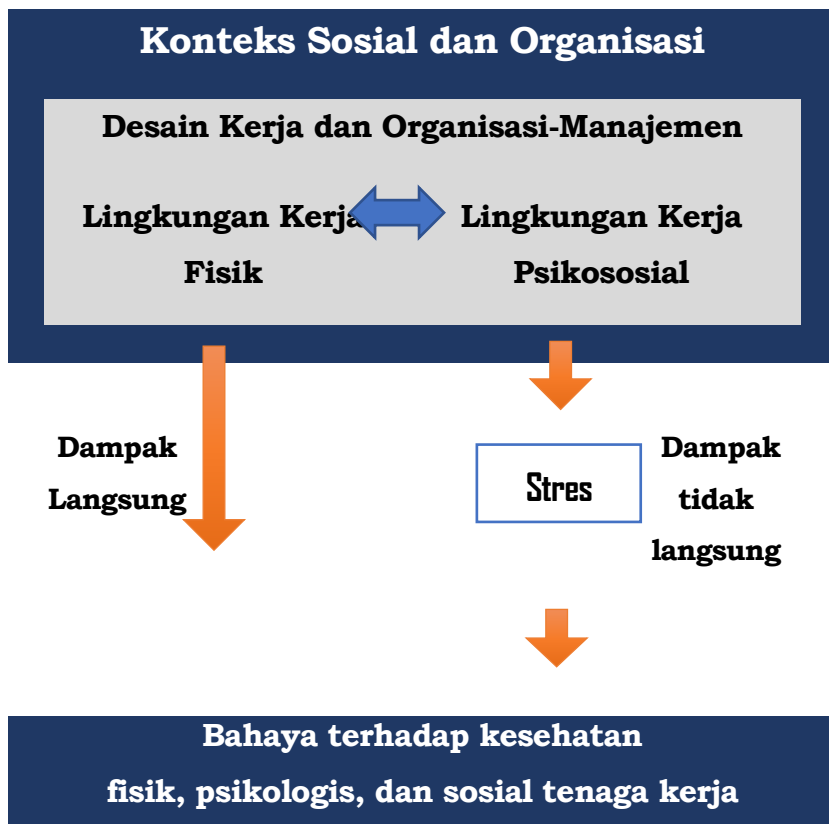 Konteks Sosial dan Organisasi
Desain Kerja dan Organisasi-Manajemen
Lingkungan Kerja
Fisik
Lingkungan Kerja
Psikososial
Dampak
Langsung
Stres
Dampak
tidak
langsung
Bahaya terhadap kesehatan
fisik, psikologis, dan sosial tenaga kerja